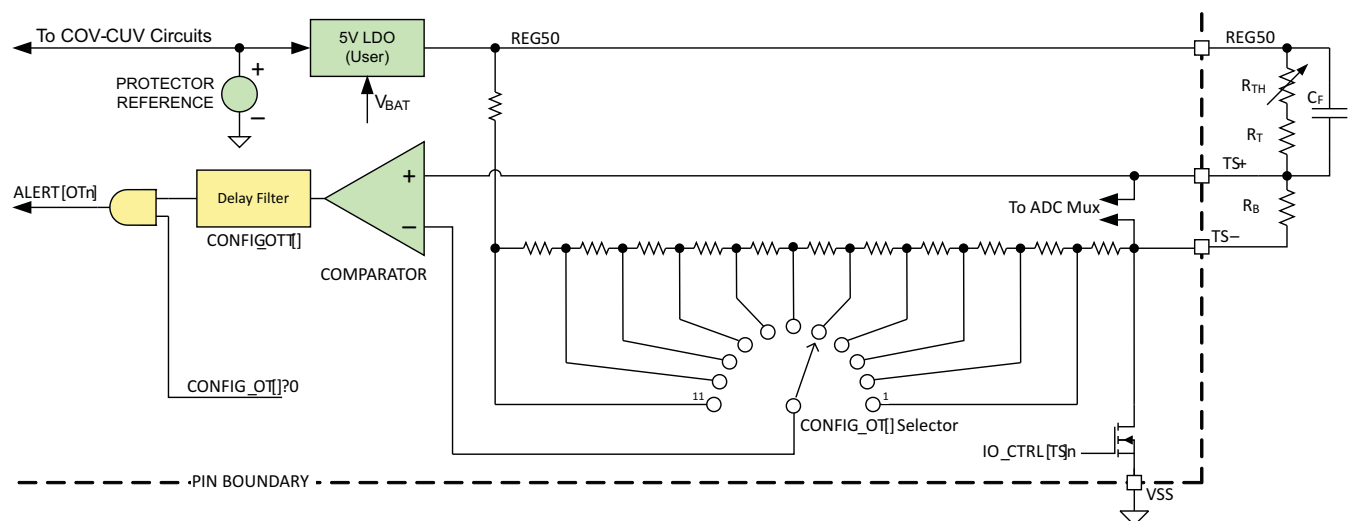 To COV-CUV Circuits
5V LDO
(User)
REG50
REG50
+
PROTECTOR
REFERENCE
−
VBAT
RTH
CF
RT
TS+
ALERT[OTn]
Delay Filter
+
To ADC Mux
RB
−
CONFIG_OTT[]
TS−
COMPARATOR
CONFIG_OT[]?0
11
1
CONFIG_OT[] Selector
IO_CTRL[TS]n
PIN BOUNDARY
VSS